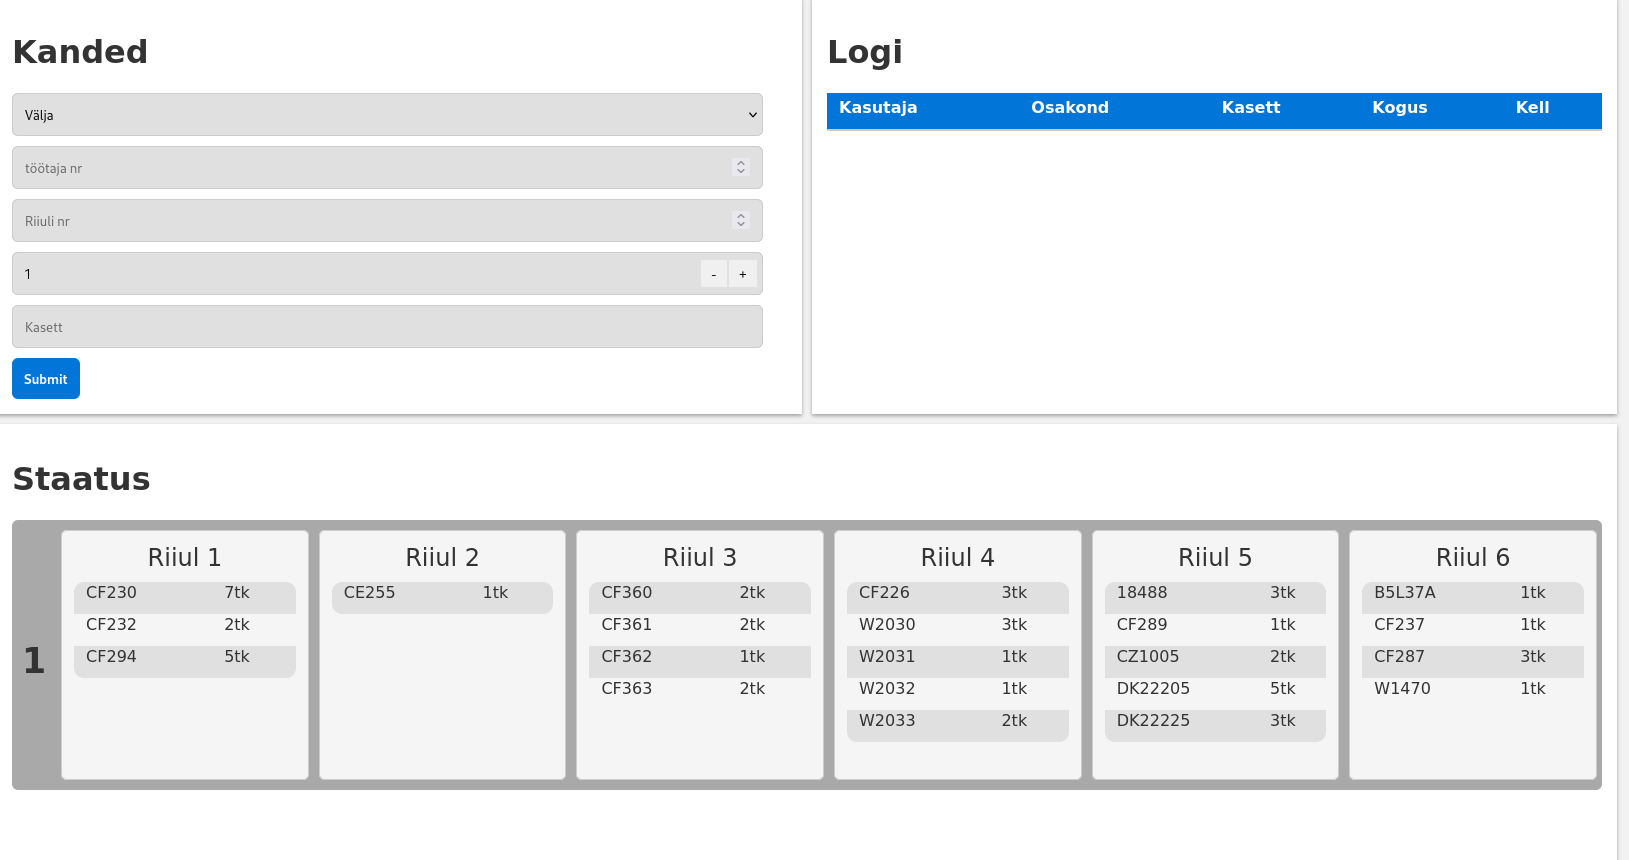 Kanded
Välja
töötaja nr
Riiuli nr
1
- +
Kasett
Submit
Logi
Kasutaja Osakond Kasett Kogus Kell
Staatus
1
Riiul 1
CF230 7tk
CF232 2tk
CF294 5tk
Riiul 2
CE255 1tk
Riiul 3
CF360 2tk
CF361 2tk
CF362 1tk
CF363 2tk
Riiul 4
CF226 3tk
W2030 3tk
W2031 1tk
W2032 1tk
W2033 2tk
Riiul 5
18488 3tk
CF289 1tk
CZ1005 2tk
DK22205 5tk
DK22225 3tk
Riiul 6
B5L37A 1tk
CF237 1tk
CF287 3tk
W1470 1tk